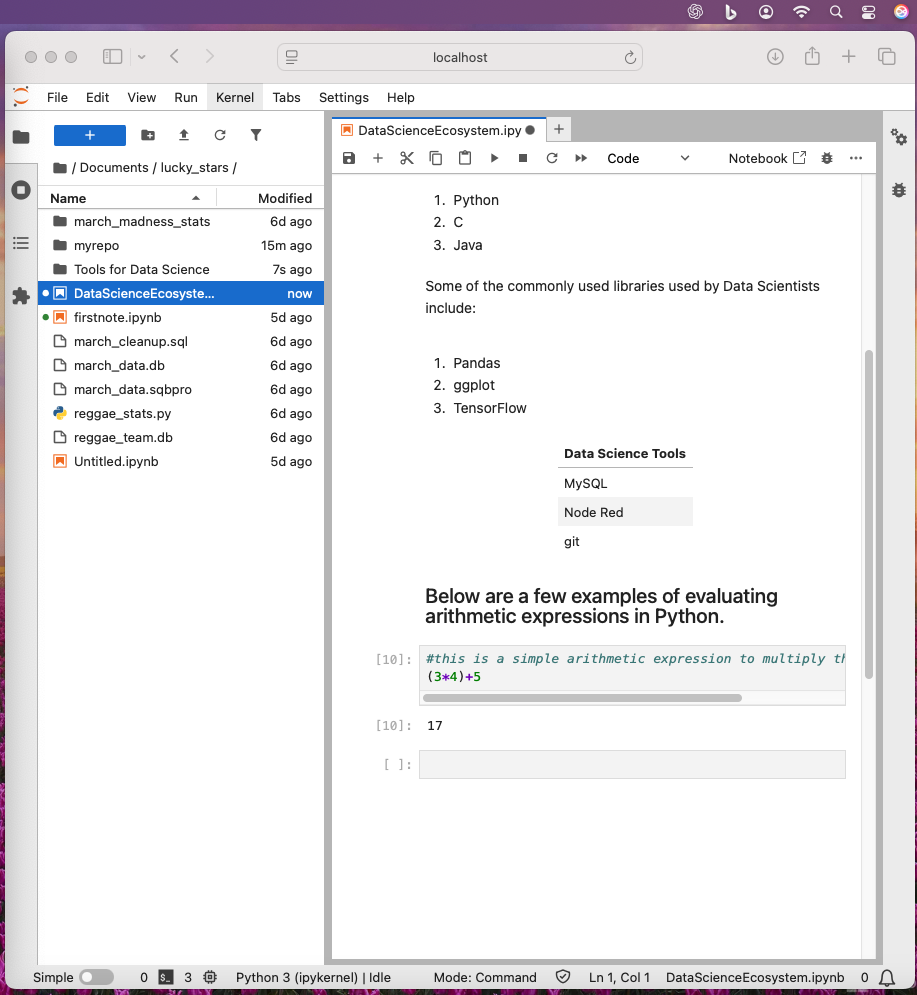 localhost
File Edit View Run Kernel Tabs Settings Help
+
/ Documents / lucky_stars /
Name Modified
march_madness_stats 6d ago
myrepo 15m ago
Tools for Data Science 7s ago
DataScienceEcosyste... now
firstnote.ipynb 5d ago
march_cleanup.sql 6d ago
march_data.db 6d ago
march_data.sqbpro 6d ago
reggae_stats.py 6d ago
reggae_team.db 6d ago
Untitled.ipynb 5d ago
DataScienceEcosystem.ipy
Code Notebook
1. Python
2. C
3. Java
Some of the commonly used libraries used by Data Scientists
include:
1. Pandas
2. ggplot
3. TensorFlow
Data Science Tools
MySQL
Node Red
git
Below are a few examples of evaluating
arithmetic expressions in Python.
[10]: #this is a simple arithmetic expression to multiply th
(3*4)+5
[10]: 17
[ ]:
Simple 0 $_ 3 Python 3 (ipykernel) | Idle Mode: Command Ln 1, Col 1 DataScienceEcosystem.ipynb 0